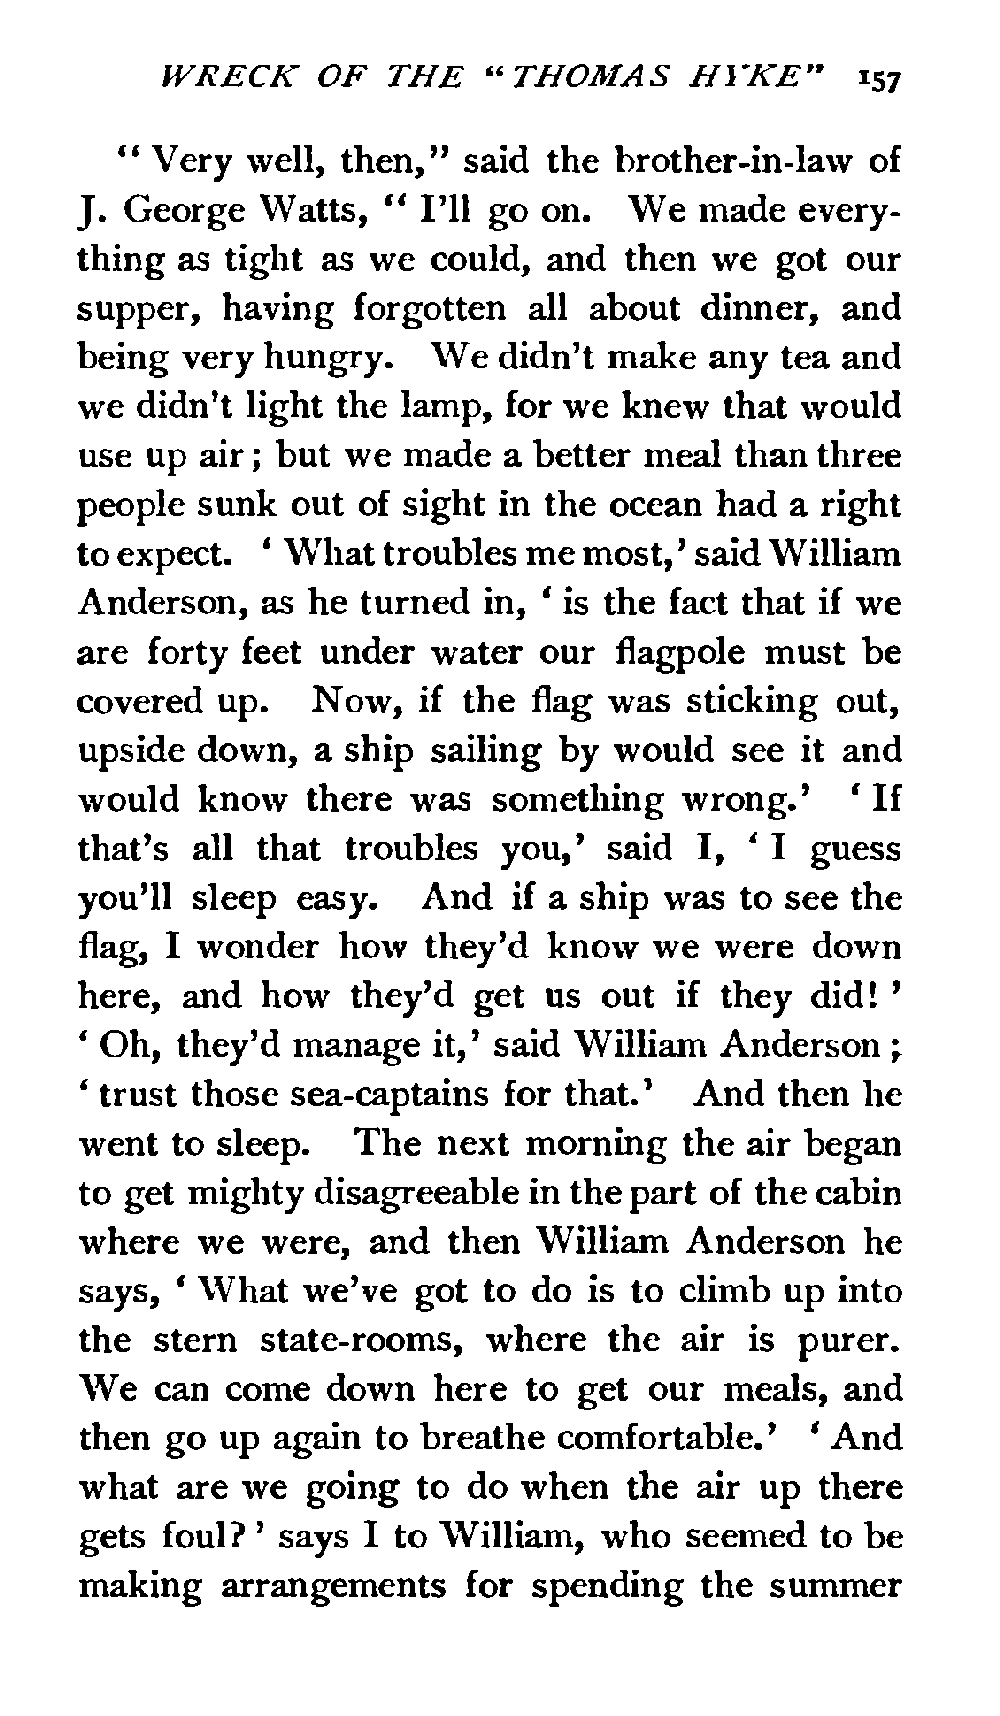 WRECK OF THE "THOMAS HYKE" 157
"Very well, then," said the brother-in-law of
J. George Watts, "I'll go on. We made every-
thing as tight as we could, and then we got our
supper, having forgotten all about dinner, and
being very hungry. We didn't make any tea and
we didn't light the lamp, for we knew that would
use up air; but we made a better meal than three
people sunk out of sight in the ocean had a right
to expect. 'What troubles me most,' said William
Anderson, as he turned in, 'is the fact that if we
are forty feet under water our flagpole must be
covered up. Now, if the flag was sticking out,
upside down, a ship sailing by would see it and
would know there was something wrong.' 'If
that's all that troubles you,' said I, 'I guess
you'll sleep easy. And if a ship was to see the
flag, I wonder how they'd know we were down
here, and how they'd get us out if they did!'
'Oh, they'd manage it,' said William Anderson;
'trust those sea-captains for that.' And then he
went to sleep. The next morning the air began
to get mighty disagreeable in the part of the cabin
where we were, and then William Anderson he
says, 'What we've got to do is to climb up into
the stern state-rooms, where the air is purer.
We can come down here to get our meals, and
then go up again to breathe comfortable.' 'And
what are we going to do when the air up there
gets foul?' says I to William, who seemed to be
making arrangements for spending the summer